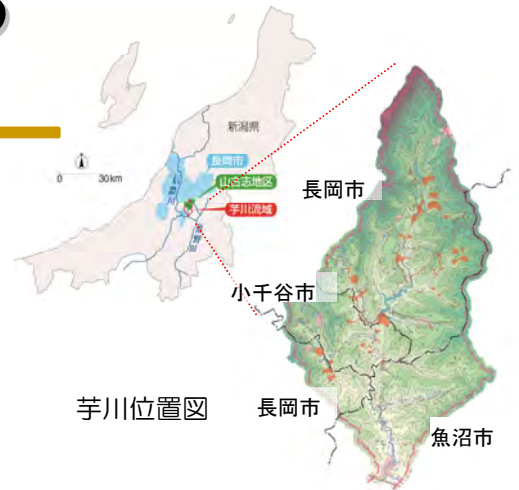 新潟県
長岡市
山古志地区
芋川流域
0 30km
長岡市
小千谷市
長岡市
魚沼市
芋川位置図